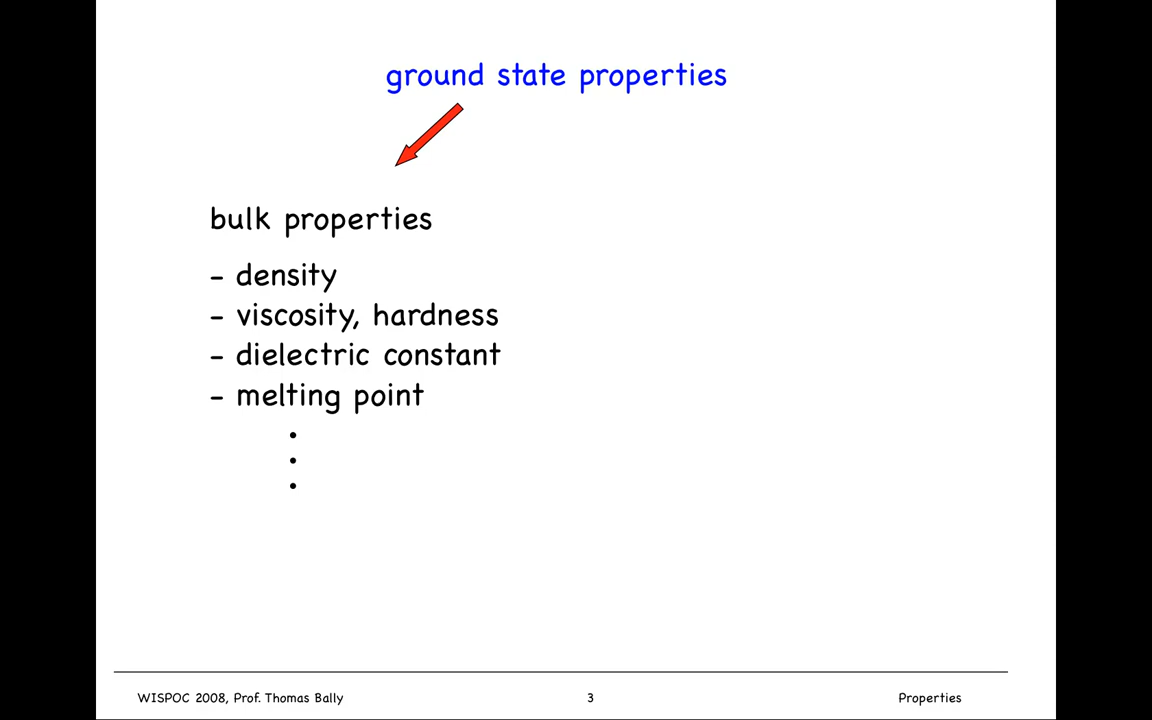 ground state properties
bulk properties
- density
- viscosity, hardness
- dielectric constant
- melting point
WISPOC 2008, Prof. Thomas Bally
3
Properties